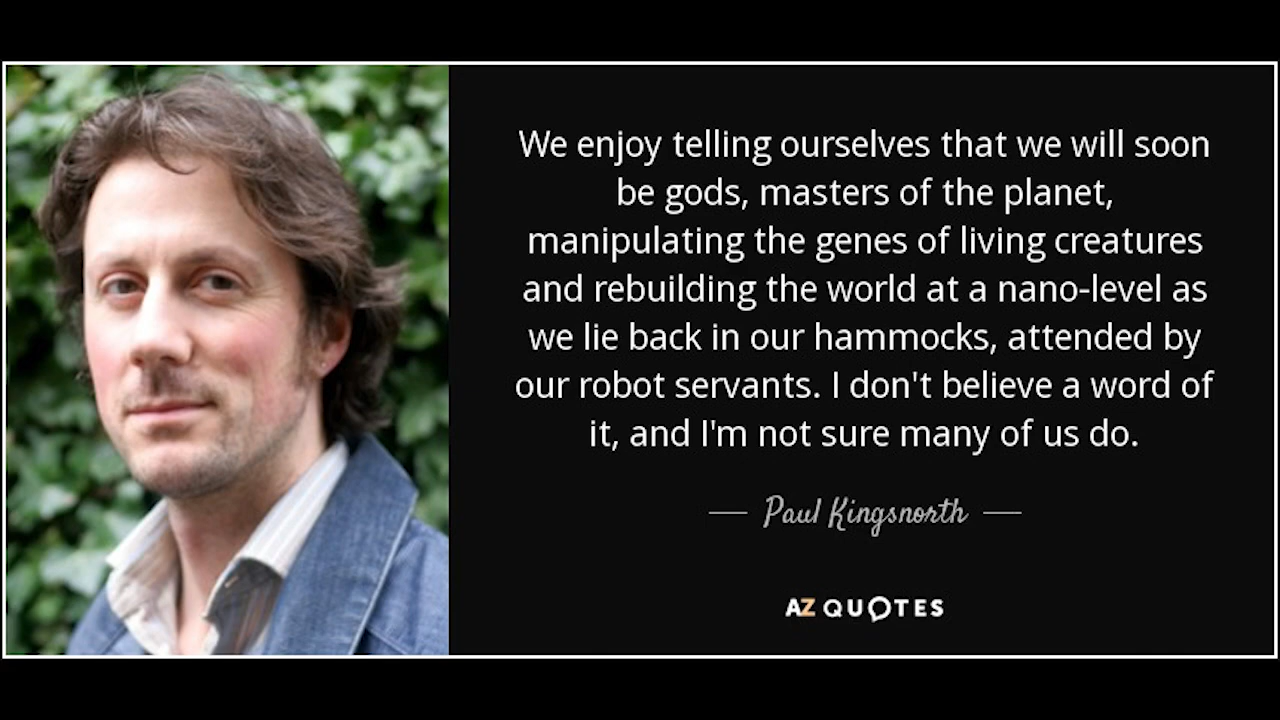 We enjoy telling ourselves that we will soon
be gods, masters of the planet,
manipulating the genes of living creatures
and rebuilding the world at a nano-level as
we lie back in our hammocks, attended by
our robot servants. I don't believe a word of
it, and I'm not sure many of us do.
Paul Kingsnorth
AZ QUOTES